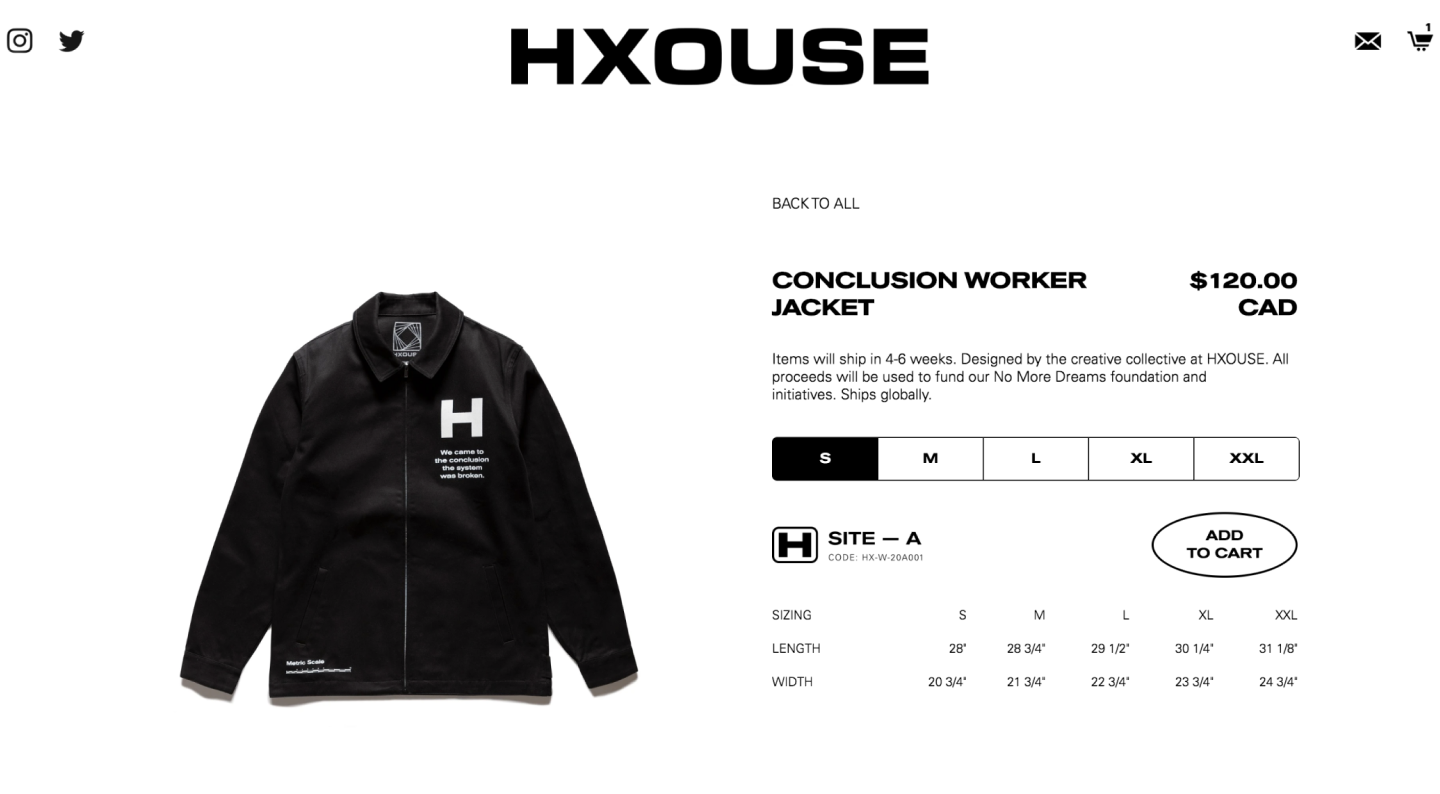 HXOUSE
1
BACK TO ALL
CONCLUSION WORKER
JACKET
$120.00
CAD
Items will ship in 4-6 weeks. Designed by the creative collective at HXOUSE. All
proceeds will be used to fund our No More Dreams foundation and
initiatives. Ships globally.
S M L XL XXL
H
SITE — A
CODE: HX-W-20A001
ADD
TO CART
SIZING S M L XL XXL
LENGTH 28" 28 3/4" 29 1/2" 30 1/4" 31 1/8"
WIDTH 20 3/4" 21 3/4" 22 3/4" 23 3/4" 24 3/4"
HXOUSE
H
We came to
the conclusion
the system
was broken.
Metric Scale